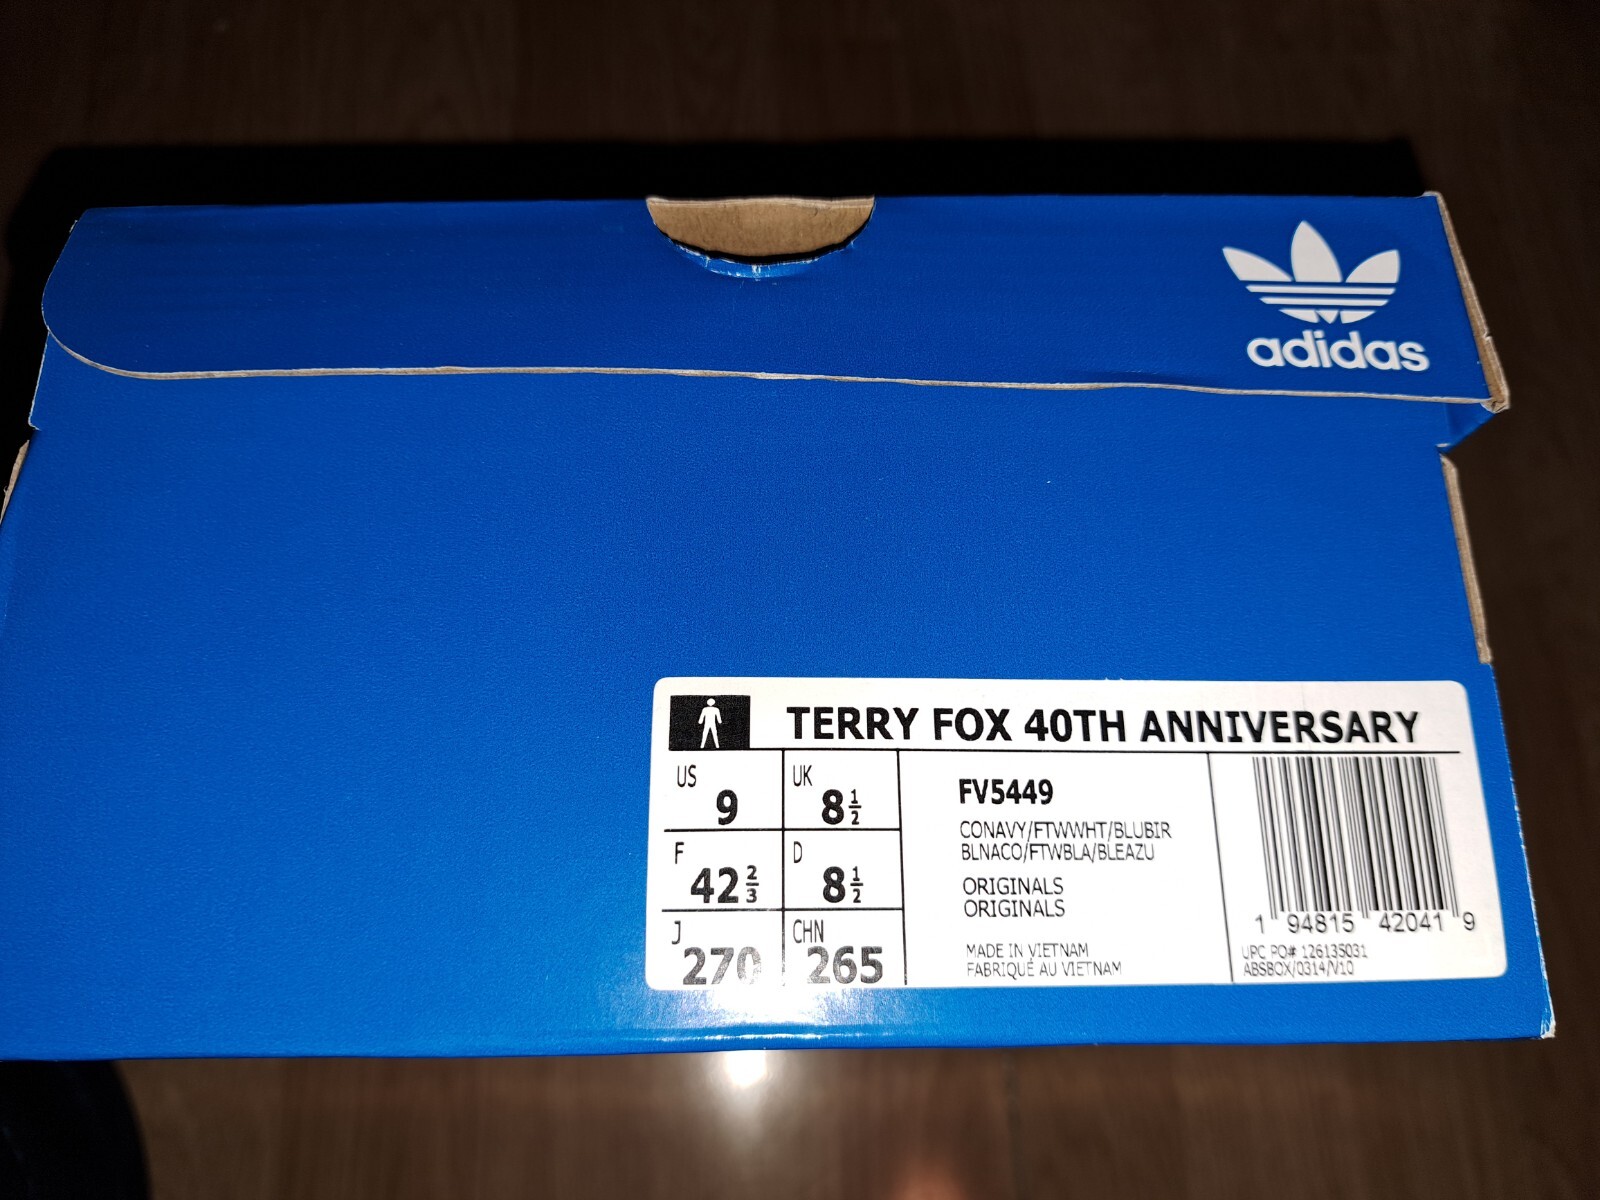 adidas
TERRY FOX 40TH ANNIVERSARY
US
9
UK
8 1/2
F
42 2/3
D
8 1/2
J
270
CHN
265
FV5449
CONAVY/FTWWHT/BLUBIR
BLNACO/FTWBLA/BLEAZU
ORIGINALS
ORIGINALS
MADE IN VIETNAM
FABRIQUÉ AU VIETNAM
1 94815 42041 9
UPC PO# 126135031
ABSBOX/0314/V10